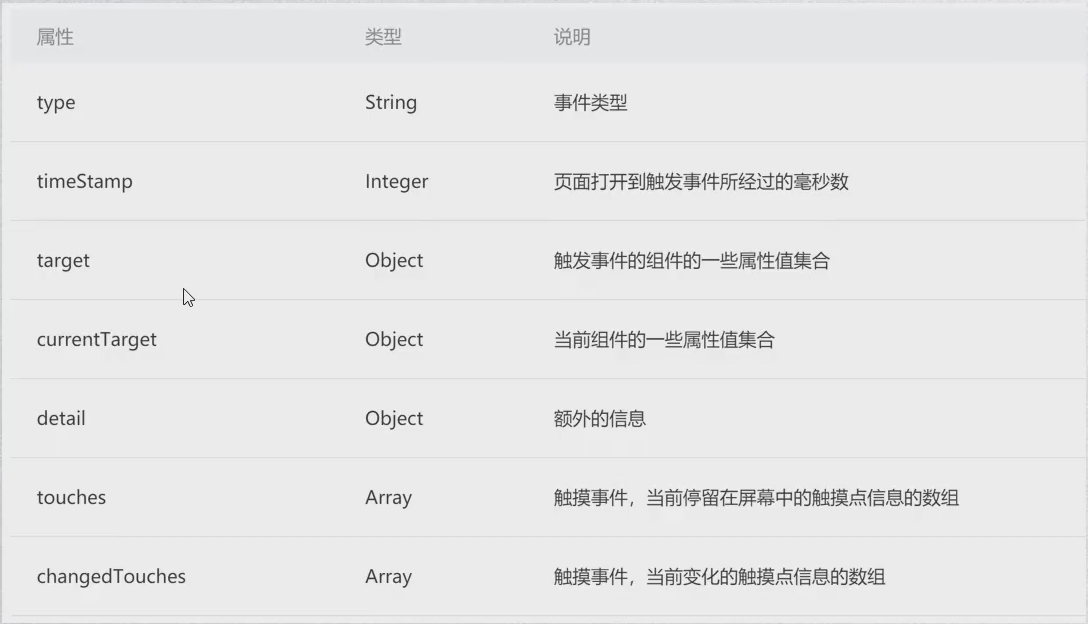 属性 类型 说明
type String 事件类型
timeStamp Integer 页面打开到触发事件所经过的毫秒数
target Object 触发事件的组件的一些属性值集合
currentTarget Object 当前组件的一些属性值集合
detail Object 额外的信息
touches Array 触摸事件，当前停留在屏幕中的触摸点信息的数组
changedTouches Array 触摸事件，当前变化的触摸点信息的数组